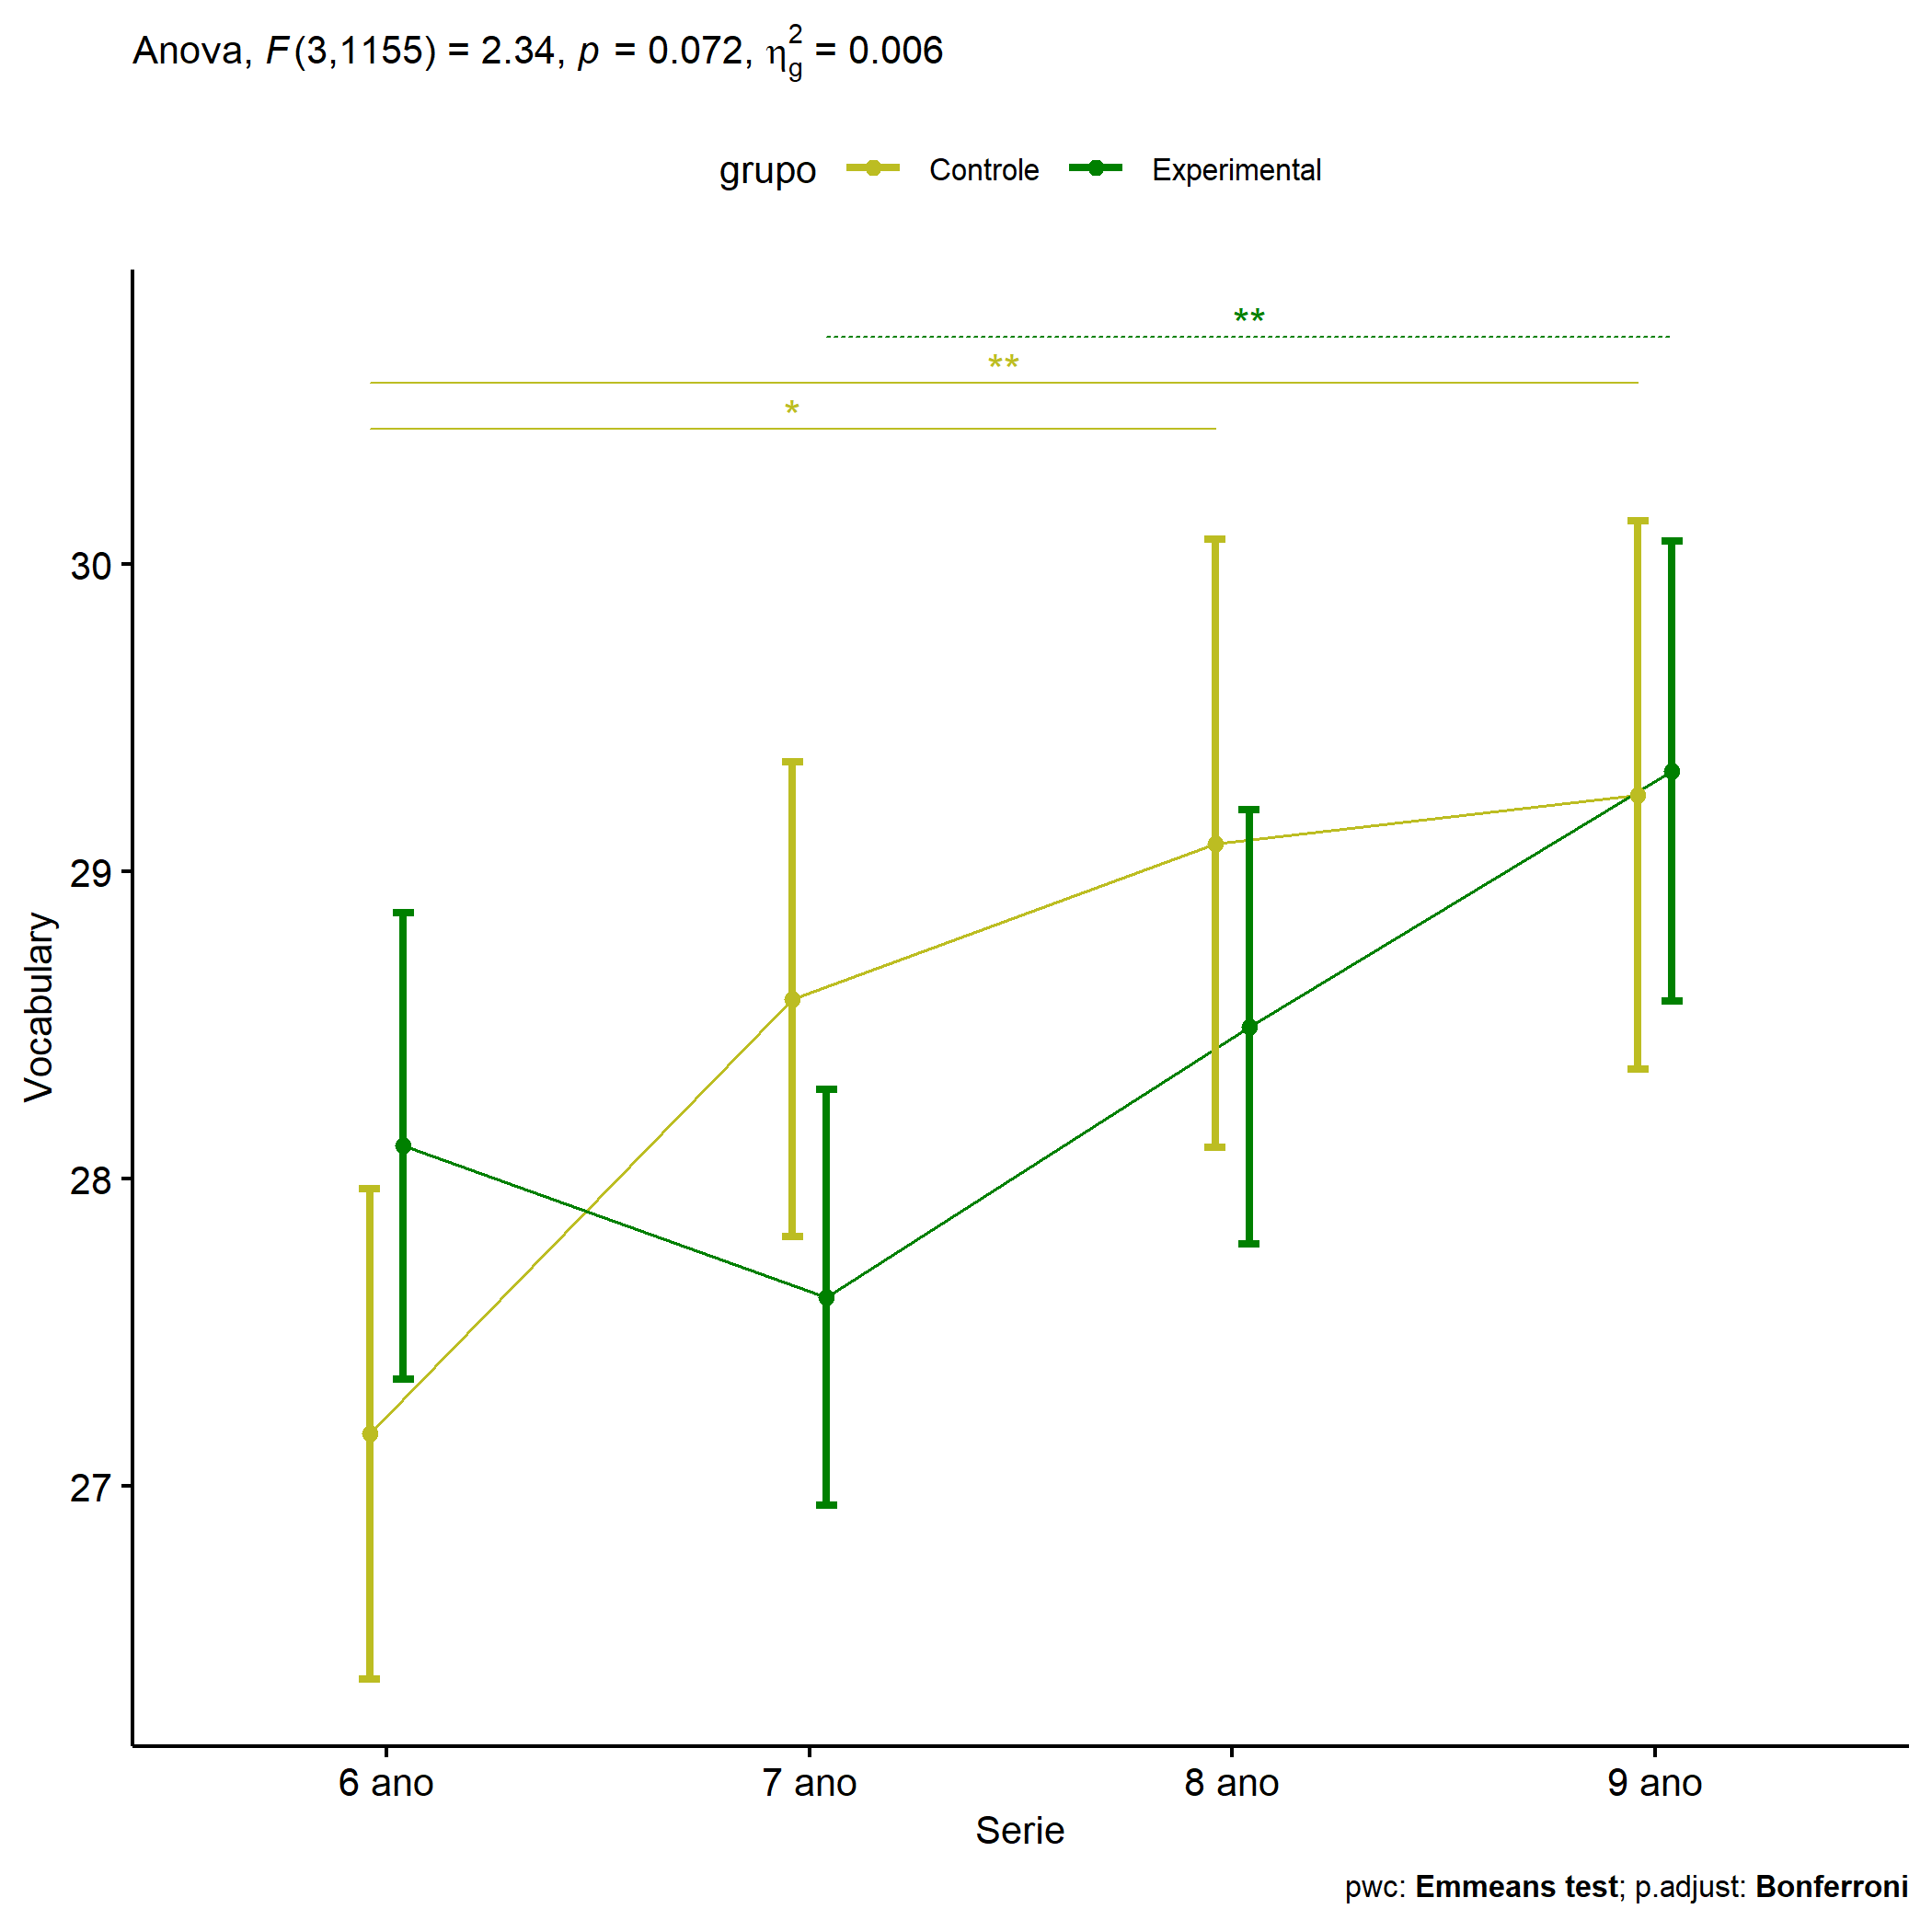 Anova, F(3,1155) = 2.34, p = 0.072, η²g = 0.006
grupo Controle Experimental
**
**
*
30
29
28
27
Vocabulary
6 ano 7 ano 8 ano 9 ano
Serie
pwc: Emmeans test; p.adjust: Bonferroni